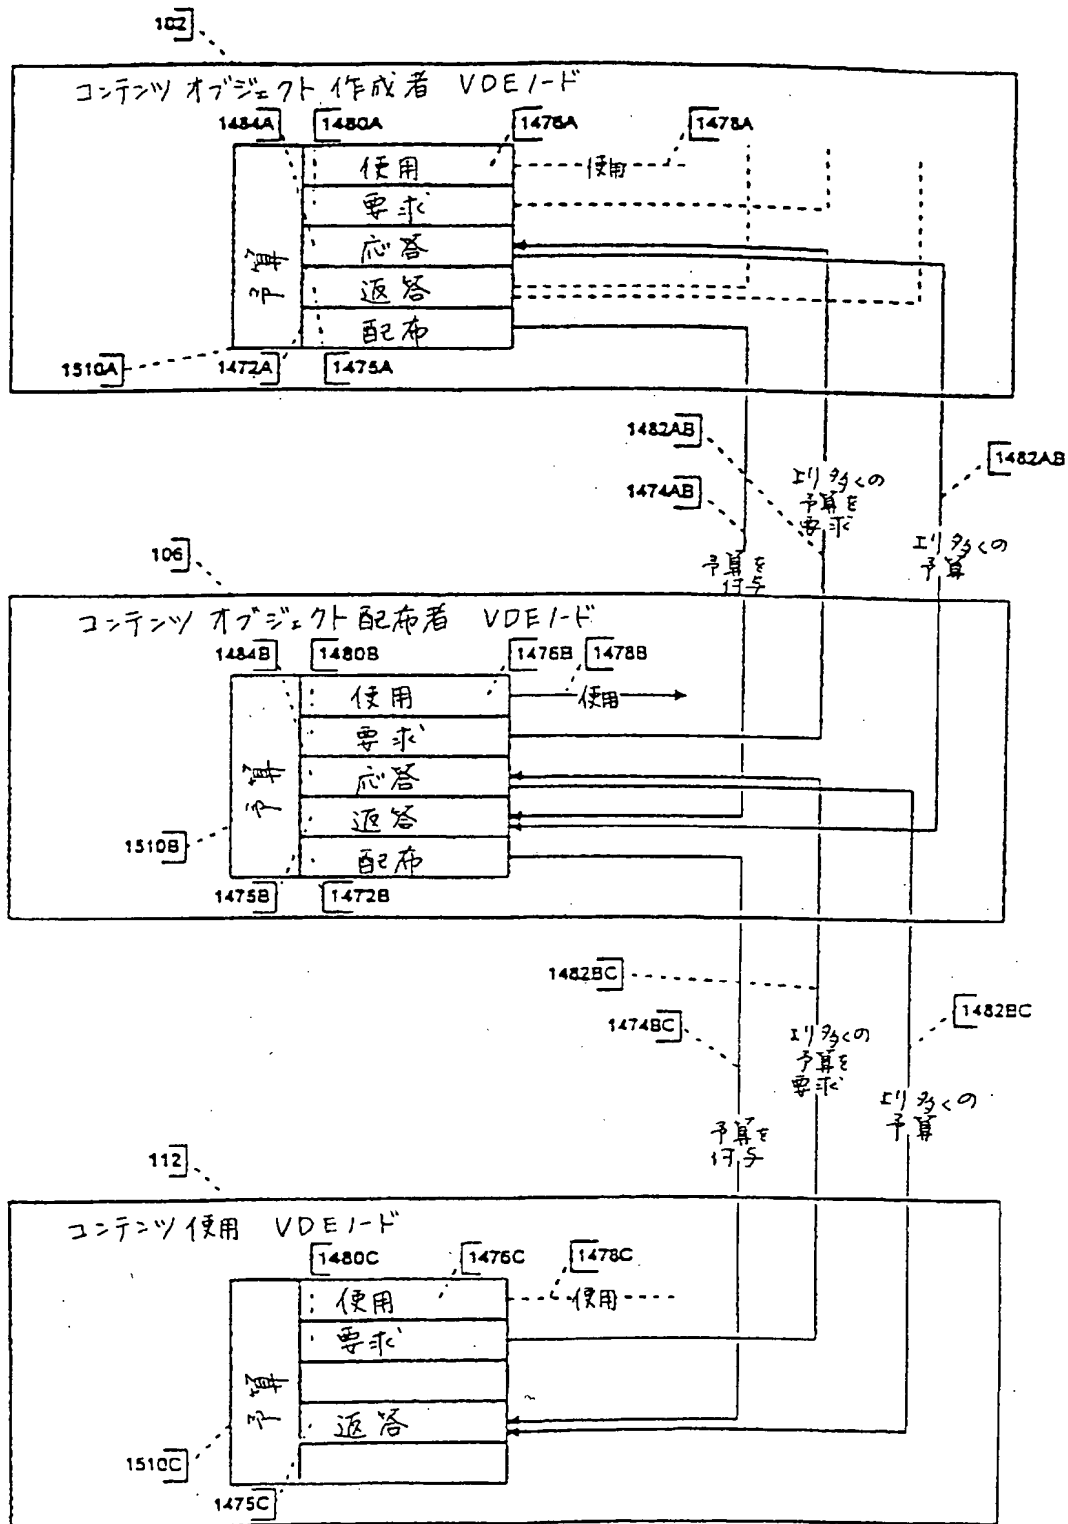 102
コンテンツ オブジェクト 作成者 VDEノード
1484A 1480A 1476A 1478A
使用 使用
要求
応答
返答
配布
予算
1510A 1472A 1475A
1482AB
1482AB
1474AB
より多くの
予算を
要求
より多くの
予算
予算を
付与
106
コンテンツ オブジェクト 配布者 VDEノード
1484B 1480B 1476B 1478B
使用 使用
要求
応答
返答
配布
予算
1510B
1475B 1472B
1482BC
1482BC
1474BC
より多くの
予算を
要求
より多くの
予算
予算を
付与
112
コンテンツ 使用 VDEノード
1480C 1476C 1478C
使用 使用
要求
返答
予算
1510C
1475C